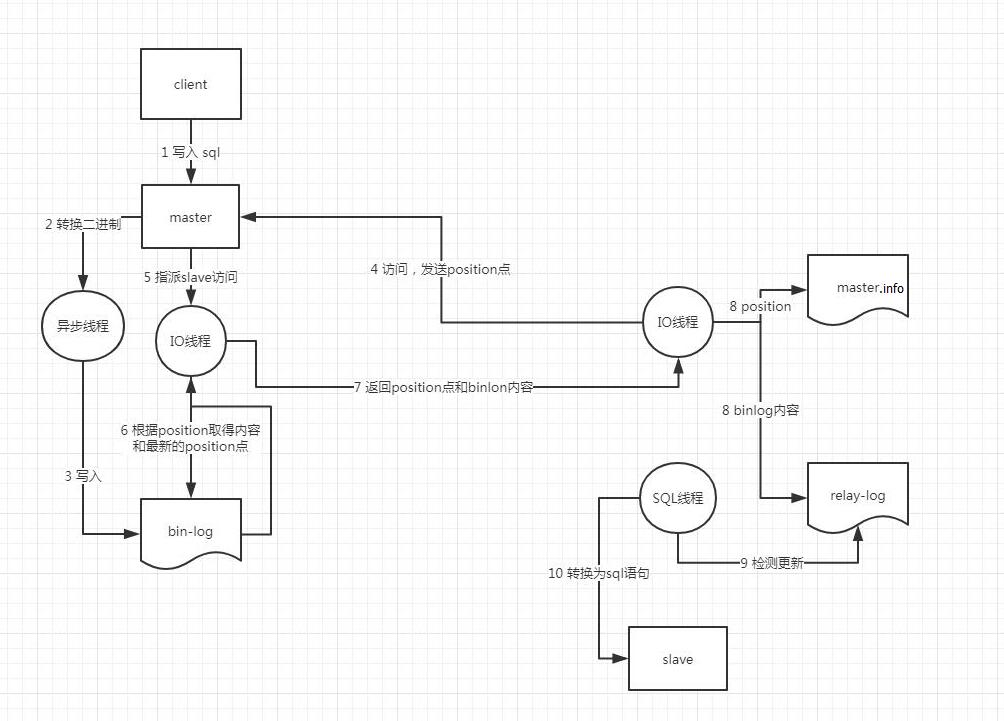 client
1 写入 sql
master
2 转换二进制
5 指派slave访问
4 访问，发送position点
异步线程
IO线程
IO线程
8 position
master.info
7 返回position点和binlon内容
8 binlog内容
6 根据position取得内容
和最新的position点
3 写入
bin-log
SQL线程
relay-log
9 检测更新
10 转换为sql语句
slave